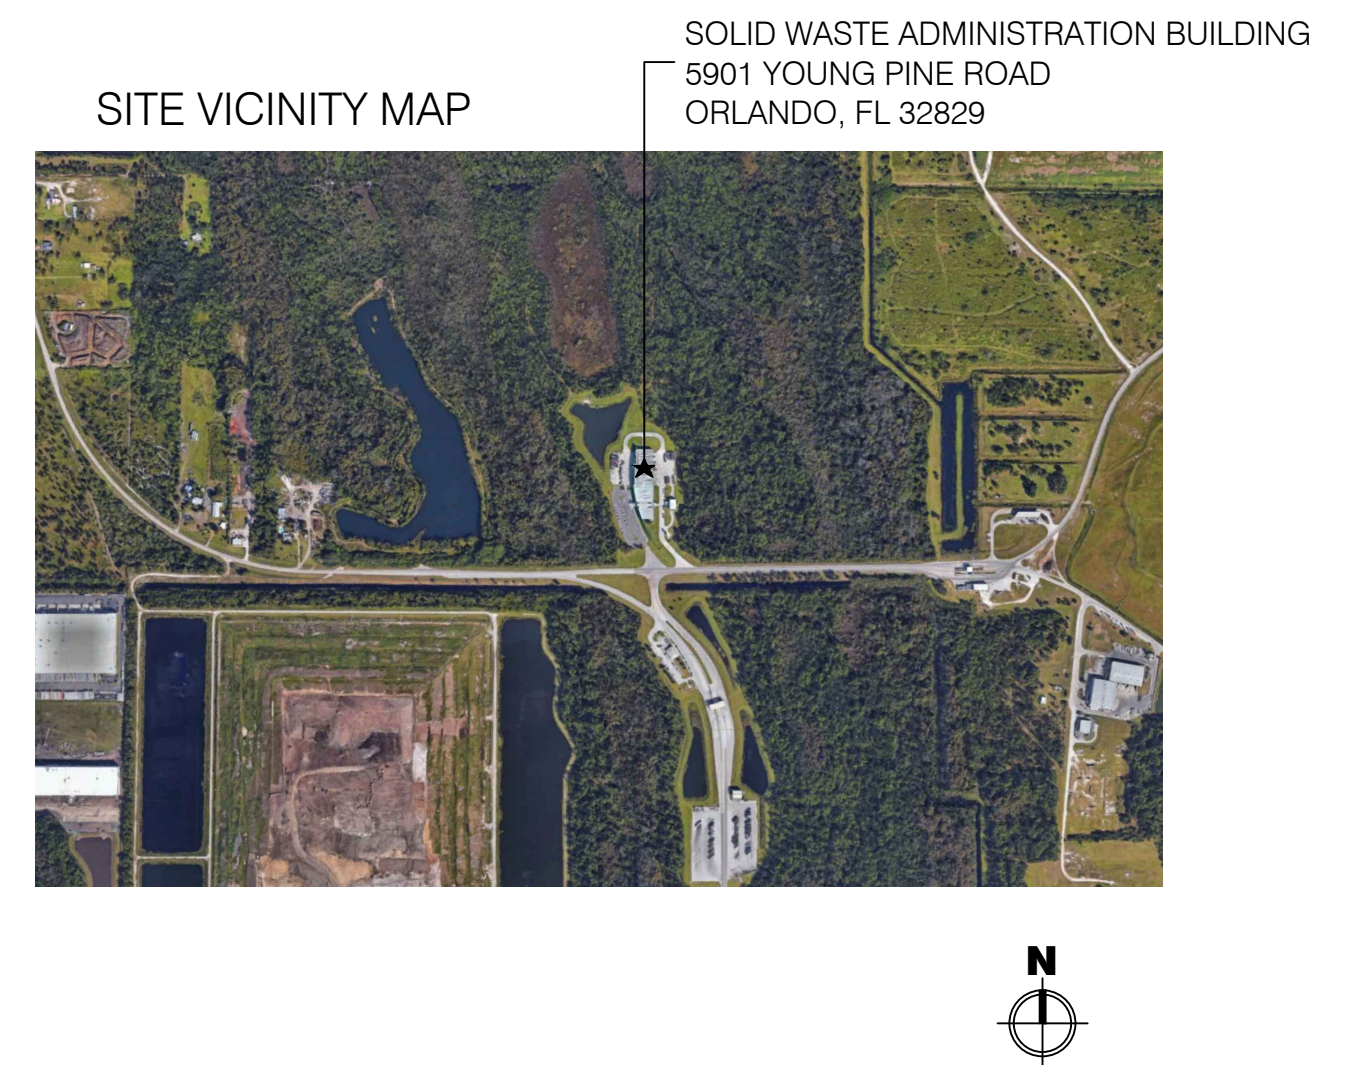 SOLID WASTE ADMINISTRATION BUILDING
5901 YOUNG PINE ROAD
ORLANDO, FL 32829
SITE VICINITY MAP
N